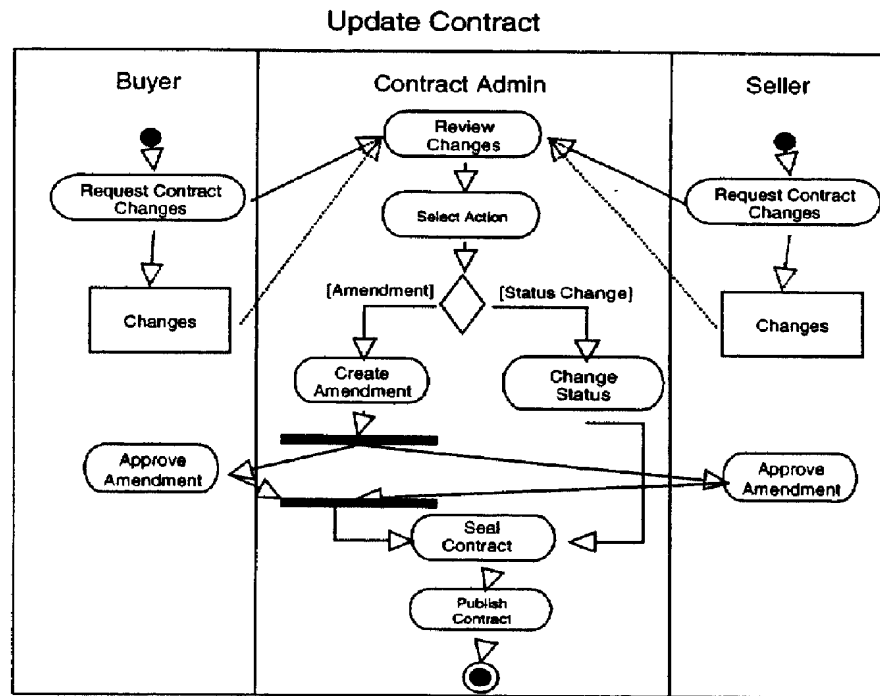 Update Contract
Buyer
Contract Admin
Seller
Review
Changes
Request Contract
Changes
Select Action
Request Contract
Changes
[Amendment]
[Status Change]
Changes
Changes
Create
Amendment
Change
Status
Approve
Amendment
Approve
Amendment
Seal
Contract
Publish
Contract